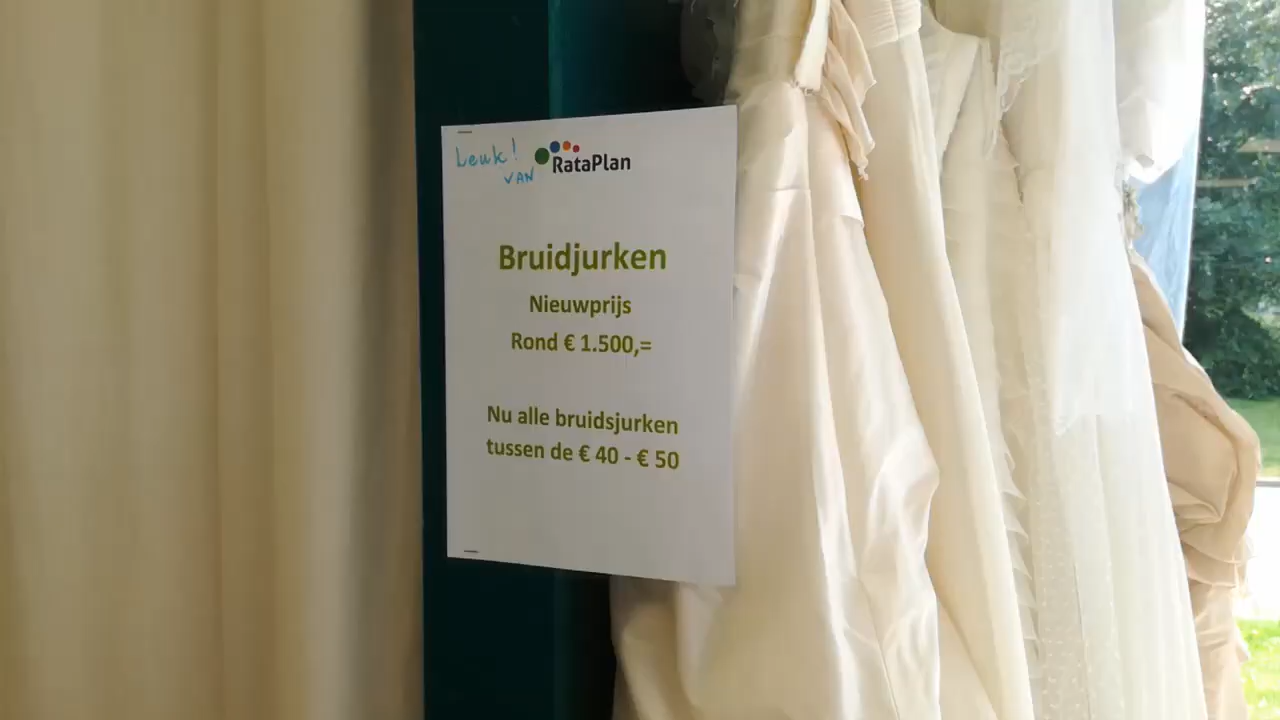 Leuk!
VAN
RataPlan
Bruidjurken
Nieuwprijs
Rond € 1.500,=
Nu alle bruidsjurken
tussen de € 40 - € 50